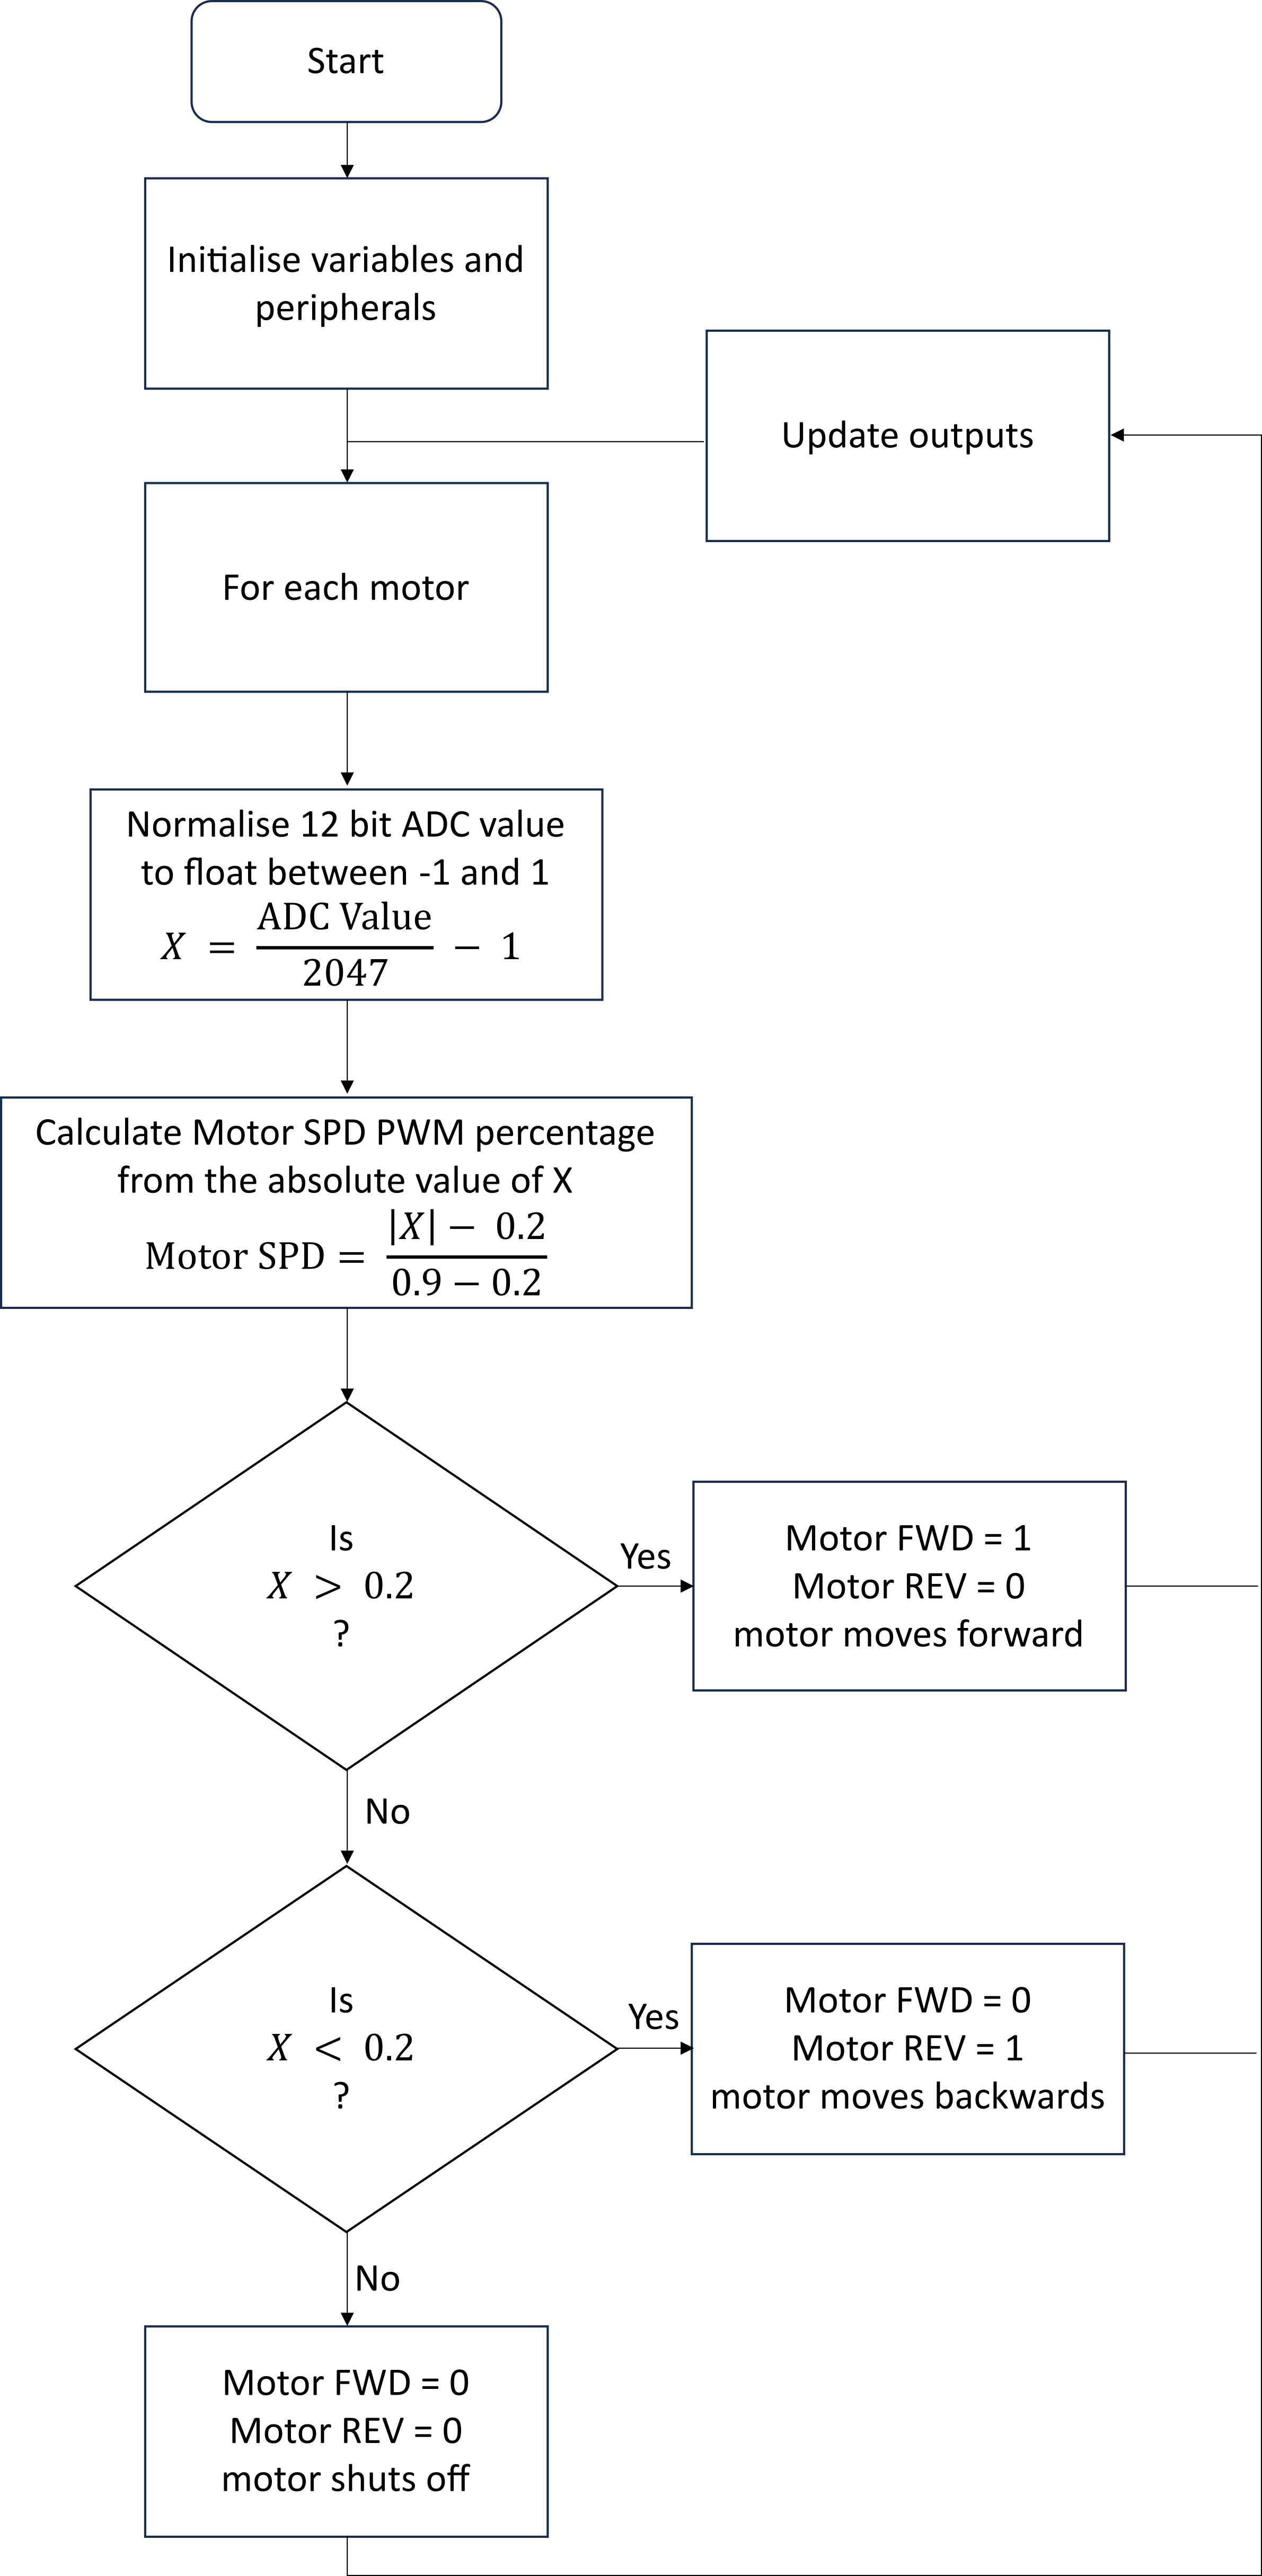 Start
Initialise variables and
peripherals
Update outputs
For each motor
Normalise 12 bit ADC value
to float between -1 and 1
X = ADC Value / 2047 − 1
Calculate Motor SPD PWM percentage
from the absolute value of X
Motor SPD = |X| − 0.2 / 0.9 − 0.2
Is
X > 0.2
?
Yes
Motor FWD = 1
Motor REV = 0
motor moves forward
No
Is
X < 0.2
?
Yes
Motor FWD = 0
Motor REV = 1
motor moves backwards
No
Motor FWD = 0
Motor REV = 0
motor shuts off